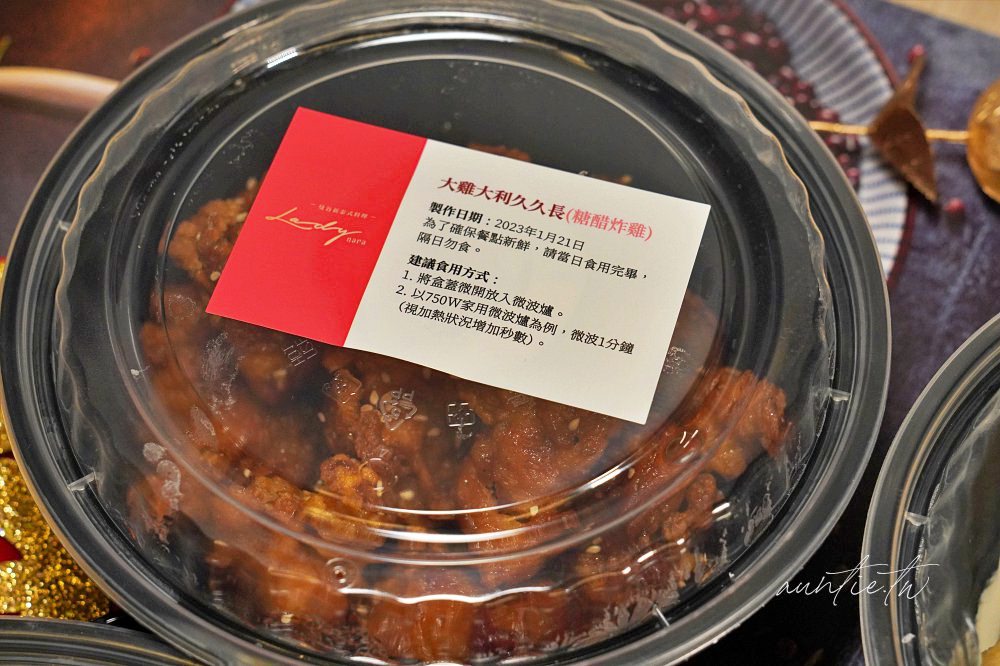 曼谷新泰式料理
Lady
nara
大雞大利久久長(糖醋炸雞)
製作日期：2023年1月21日
為了確保餐點新鮮，請當日食用完畢，
隔日勿食。
建議食用方式：
1. 將盒蓋微開放入微波爐。
2. 以750W家用微波爐為例，微波1分鐘
(視加熱狀況增加秒數)。
auntie.tw